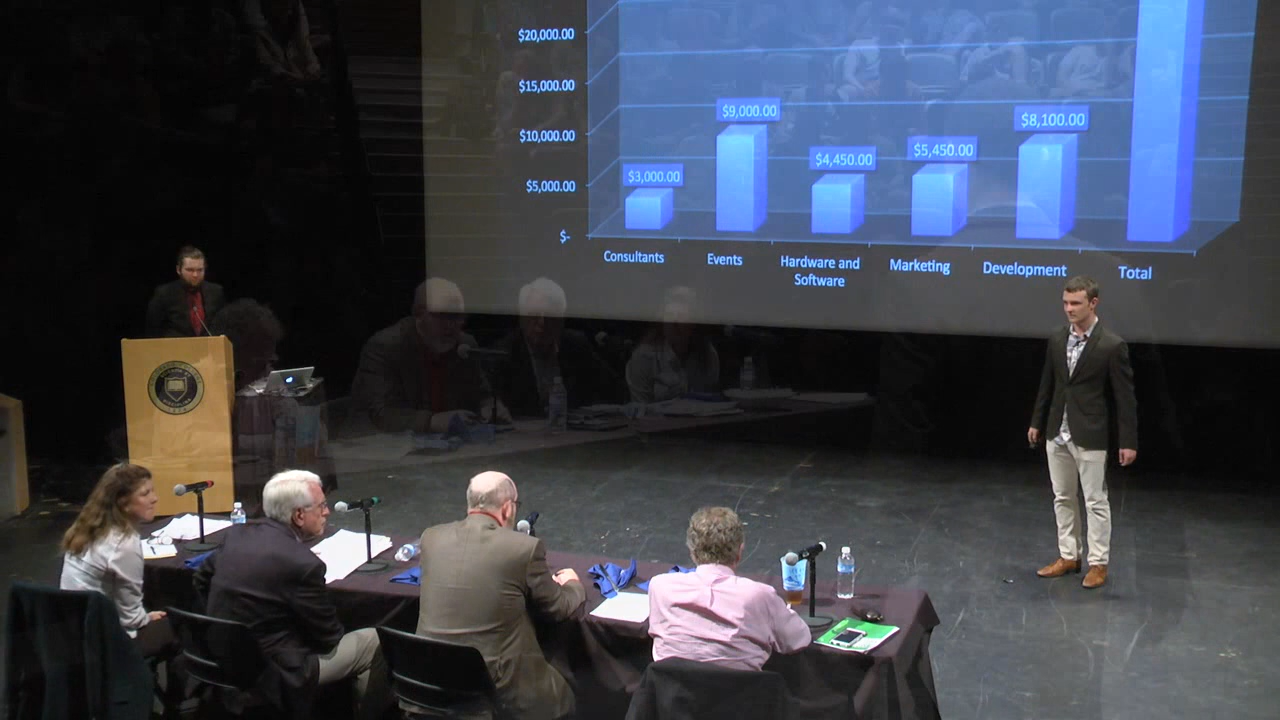 $20,000.00
$15,000.00
$10,000.00
$5,000.00
$-
$3,000.00
$9,000.00
$4,450.00
$5,450.00
$8,100.00
Consultants
Events
Hardware and
Software
Marketing
Development
Total